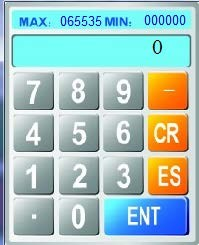 MAX: 065535 MIN: 000000
0
7 8 9 –
4 5 6 CR
1 2 3 ES
. 0 ENT